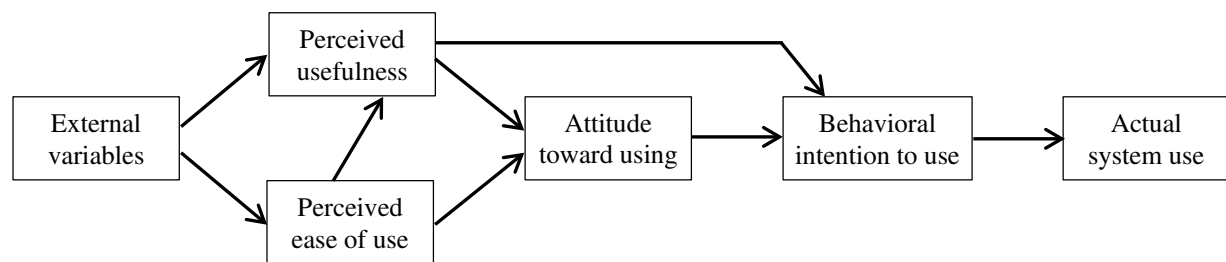 Perceived
usefulness
External
variables
Perceived
ease of use
Attitude
toward using
Behavioral
intention to use
Actual
system use